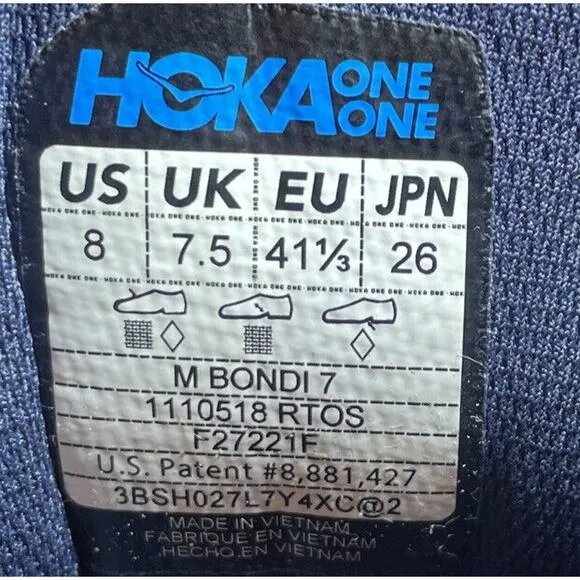 HOKA ONE ONE
US UK EU JPN
8 7.5 41⅓ 26
M BONDI 7
1110518 RTOS
F27221F
U.S. Patent #8,881,427
3BSH027L7Y4XC@2
MADE IN VIETNAM
FABRIQUE EN VIETNAM
HECHO EN VIETNAM